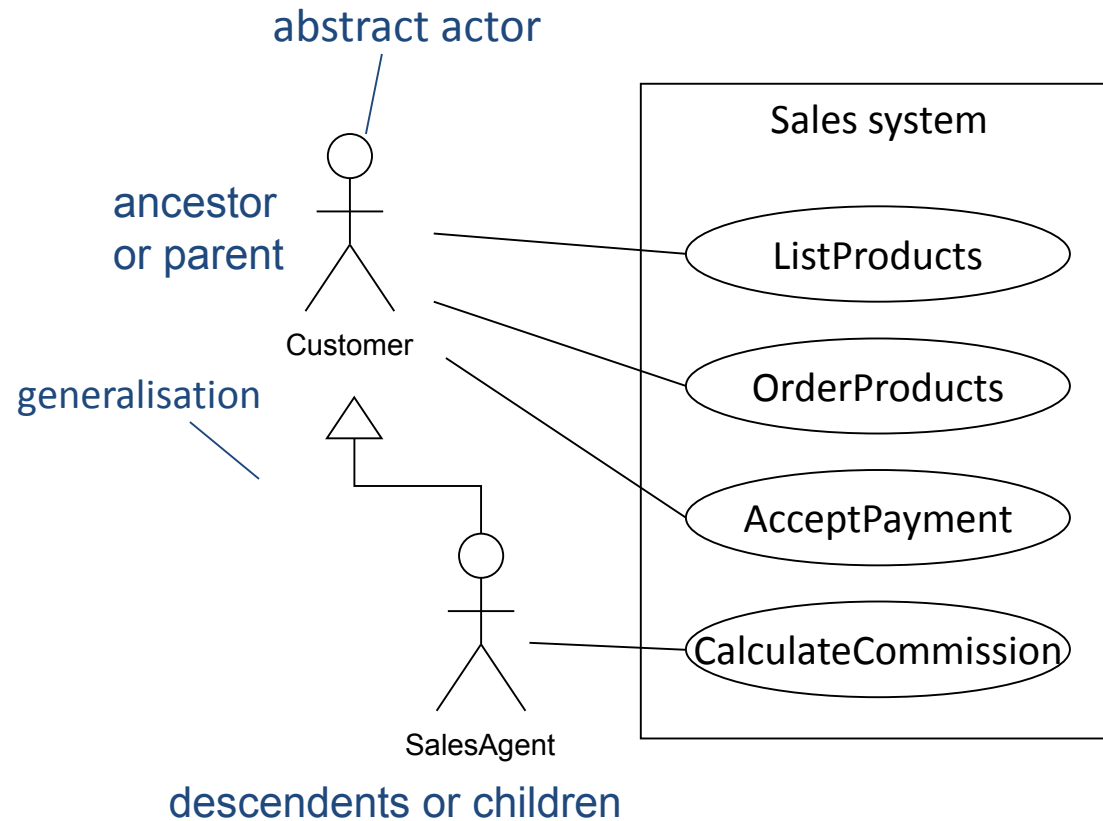 abstract actor
Sales system
ancestor
or parent
ListProducts
Customer
OrderProducts
generalisation
AcceptPayment
CalculateCommission
SalesAgent
descendents or children